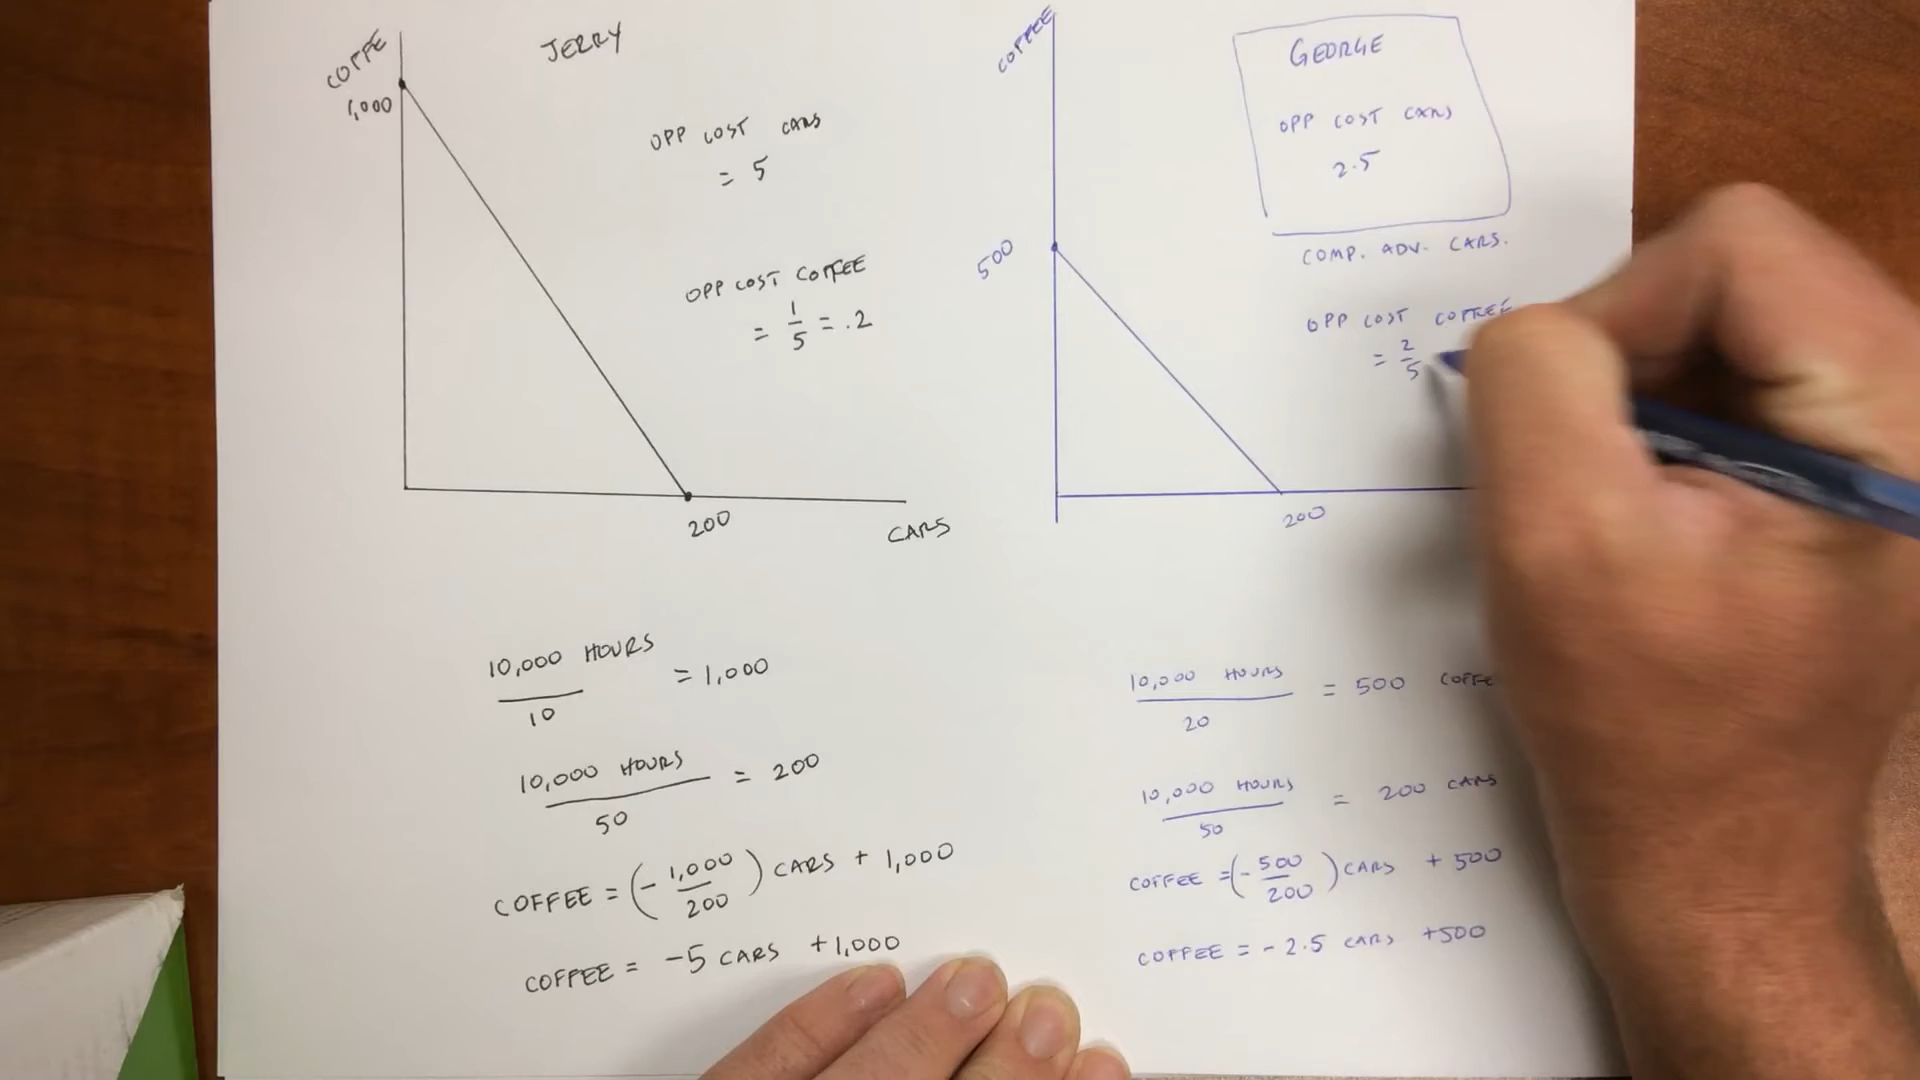 COFFE
1,000
JERRY
OPP COST CARS
= 5
OPP COST COFFEE
= 1/5 = .2
200
CARS
10,000 HOURS
10
= 1,000
10,000 HOURS
50
= 200
COFFEE = (- 1,000/200) CARS + 1,000
COFFEE = -5 CARS +1,000
COFFEE
500
200
GEORGE
OPP COST CARS
2.5
COMP. ADV. CARS.
OPP COST COFFEE
= 2/5
10,000 HOURS
20
= 500
10,000 HOURS
50
= 200 CARS
COFFEE =(- 500/200) CARS + 500
COFFEE = - 2.5 CARS +500